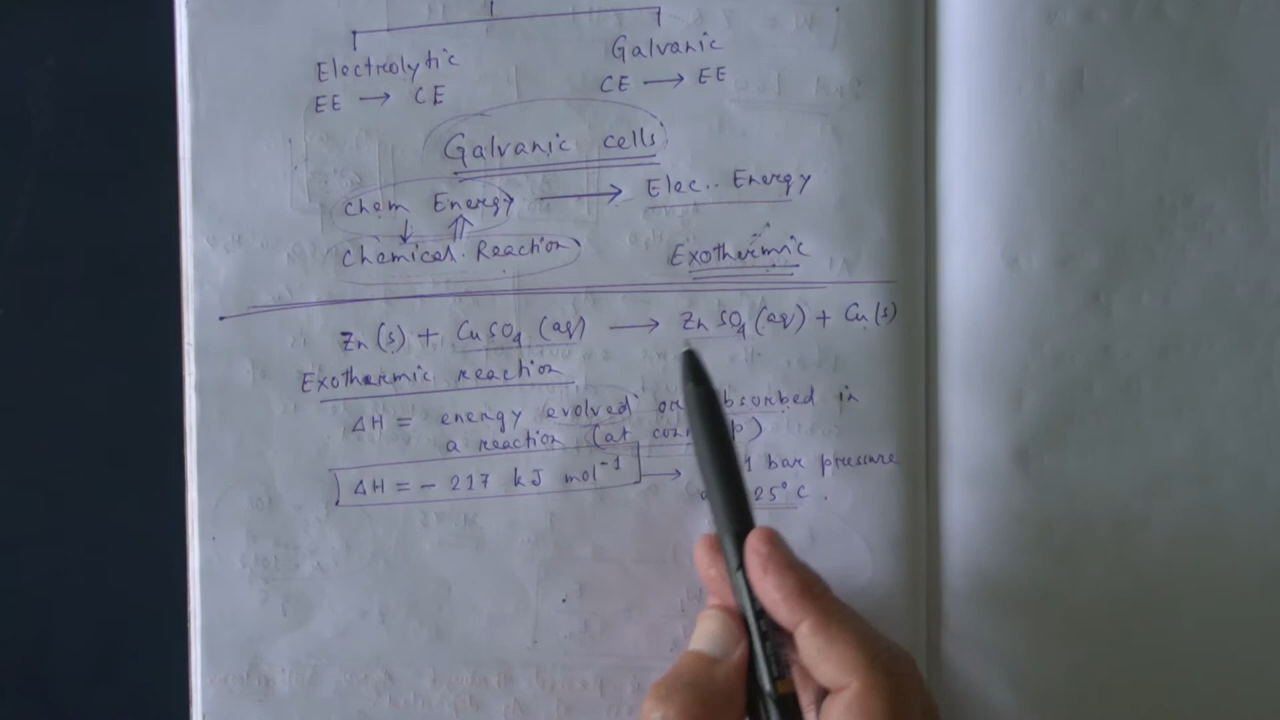 Electrolytic Galvanic
EE → CE CE → EE
Galvanic cells
Chem Energy → Elec.. Energy
↓ ⇑
Chemical Reaction Exothermic
Zn(s) + CuSO4 (aq) → ZnSO4 (aq) + Cu(s)
Exothermic reaction
ΔH = energy evolved or absorbed in
a reaction (at
ΔH = - 217 kJ mol⁻¹ → 1 bar pressure
25°C.